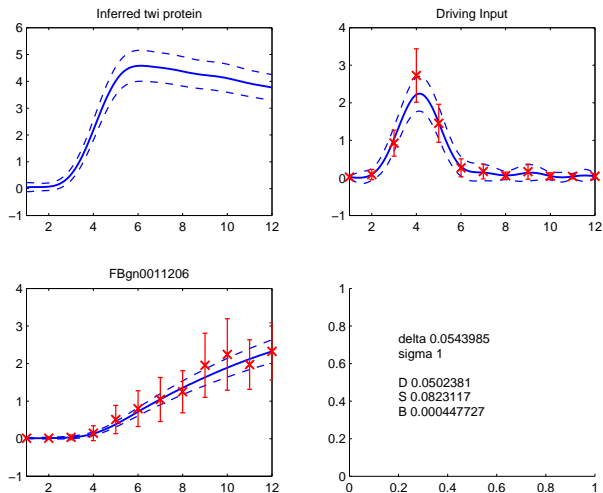 Inferred twi protein
6
5
4
3
2
1
0
−1
2 4 6 8 10 12
Driving Input
4
3
2
1
0
−1
0 2 4 6 8 10 12
FBgn0011206
4
3
2
1
0
−1
2 4 6 8 10 12
1
0.8
0.6
0.4
0.2
0
0 0.2 0.4 0.6 0.8 1
delta 0.0543985
sigma 1
D 0.0502381
S 0.0823117
B 0.000447727